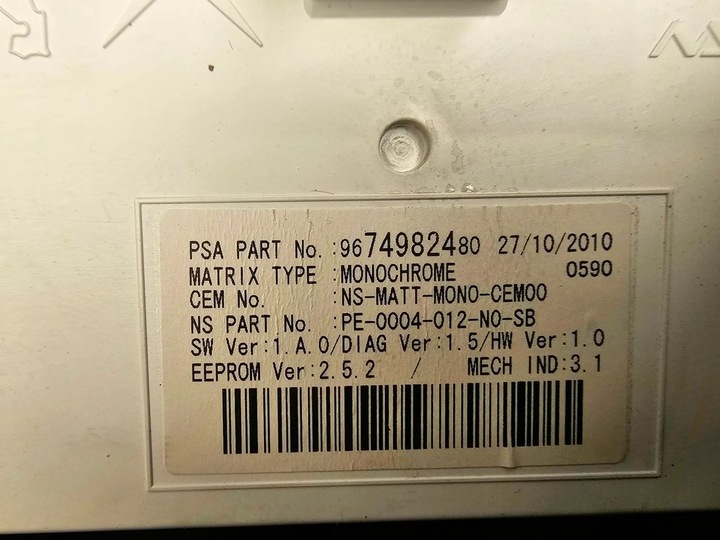 PSA PART No.:9674982480 27/10/2010
MATRIX TYPE :MONOCHROME 0590
CEM No. :NS-MATT-MONO-CEM00
NS PART No. :PE-0004-012-NO-SB
SW Ver:1.A.0/DIAG Ver:1.5/HW Ver:1.0
EEPROM Ver:2.5.2 / MECH IND:3.1